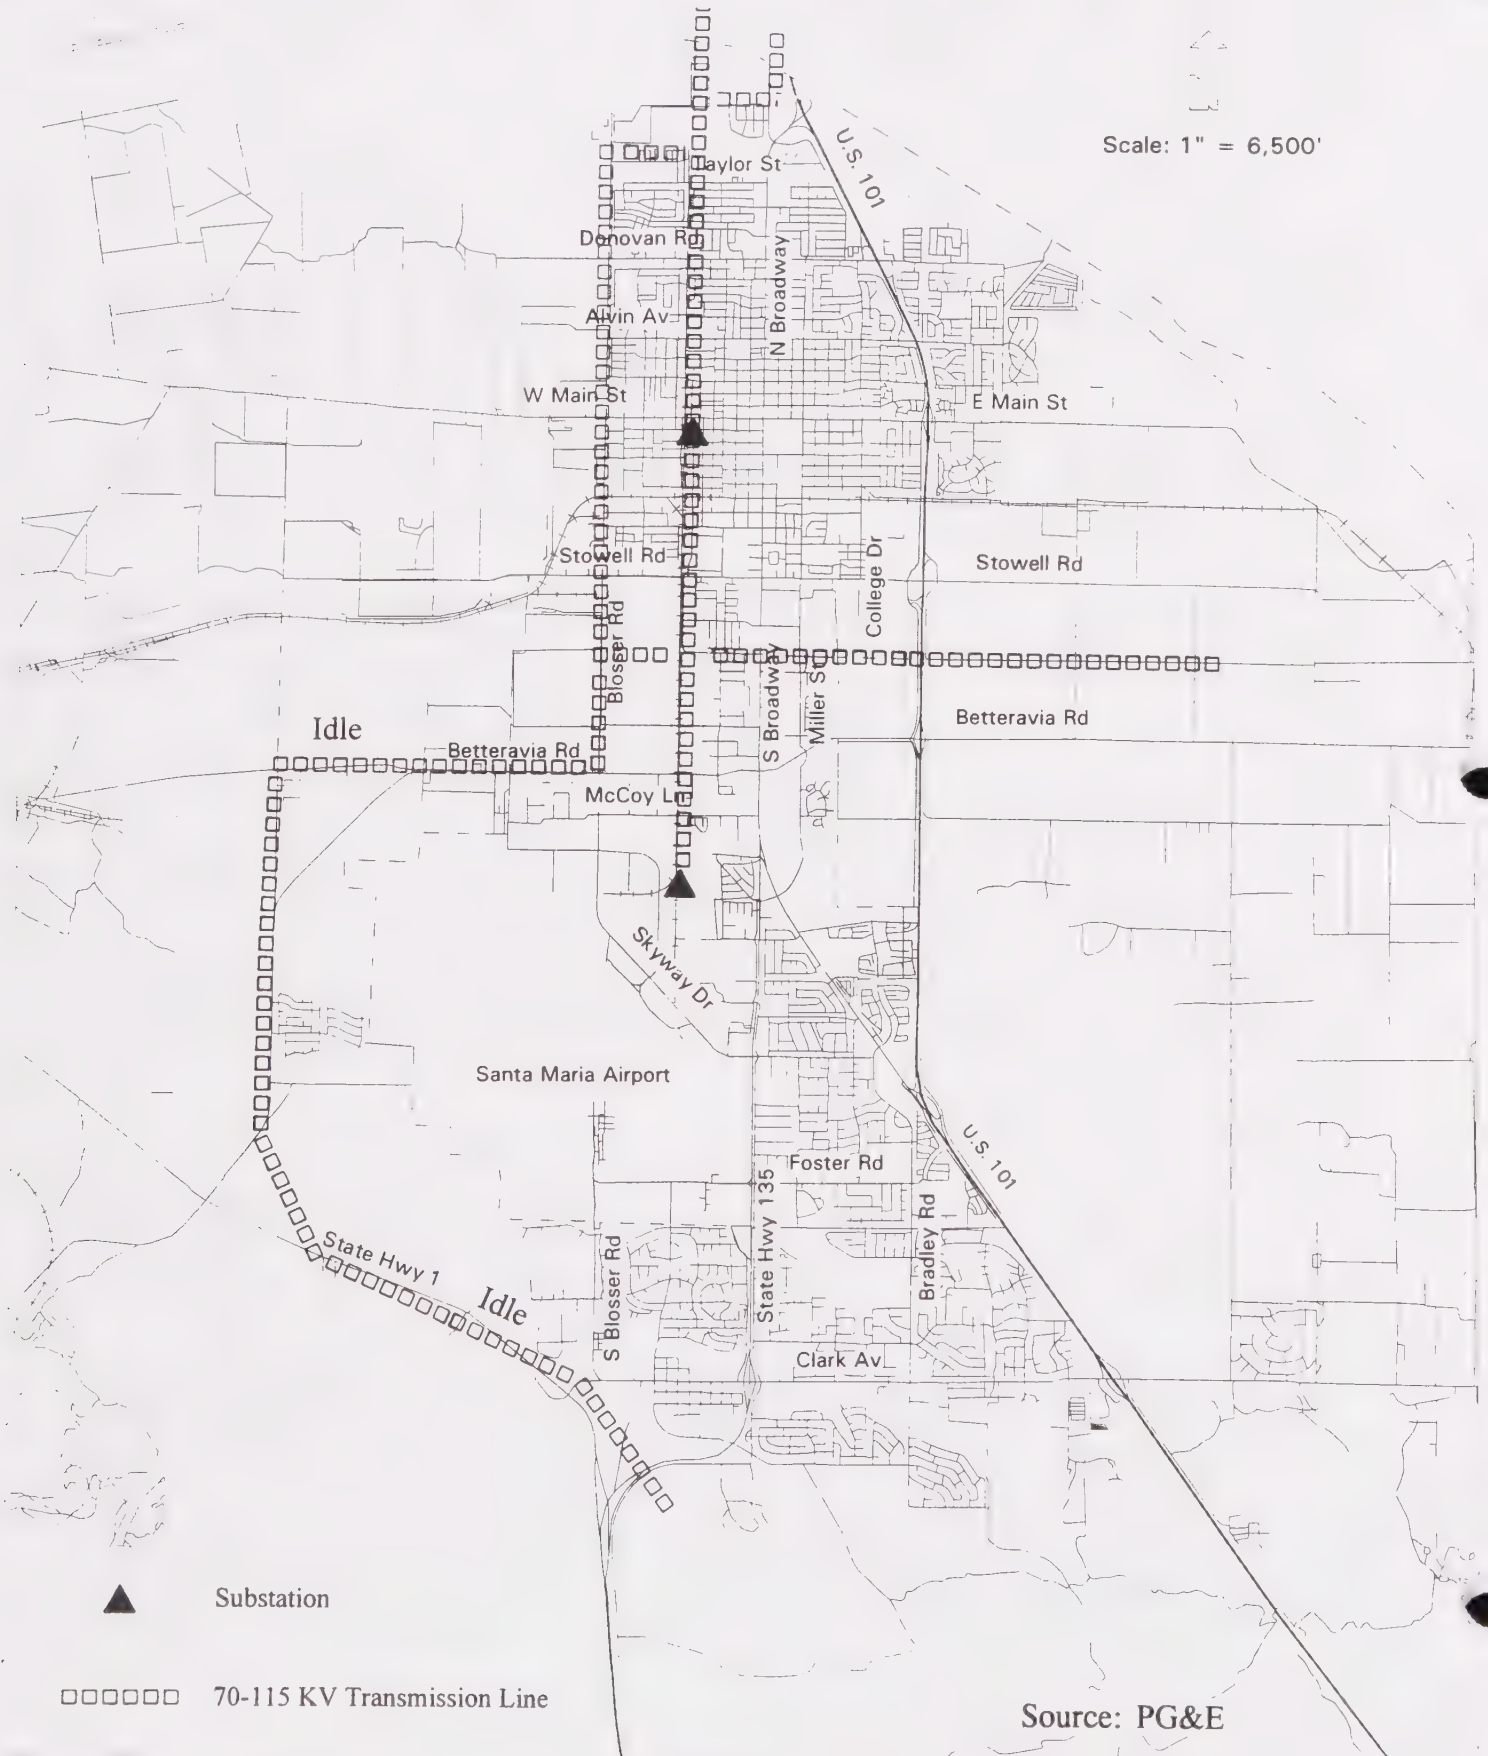 Scale: 1" = 6,500'
U.S. 101
Taylor St
Donovan Rd
N Broadway
Alvin Av
W Main St
E Main St
Stowell Rd
College Dr
Stowell Rd
Blosser Rd
S Broadway
Miller St
Idle
Betteravia Rd
Betteravia Rd
McCoy Ln
Skyway Dr
Santa Maria Airport
U.S. 101
Foster Rd
State Hwy 135
Bradley Rd
State Hwy 1
Idle
S Blosser Rd
Clark Av
Substation
70-115 KV Transmission Line
Source: PG&E